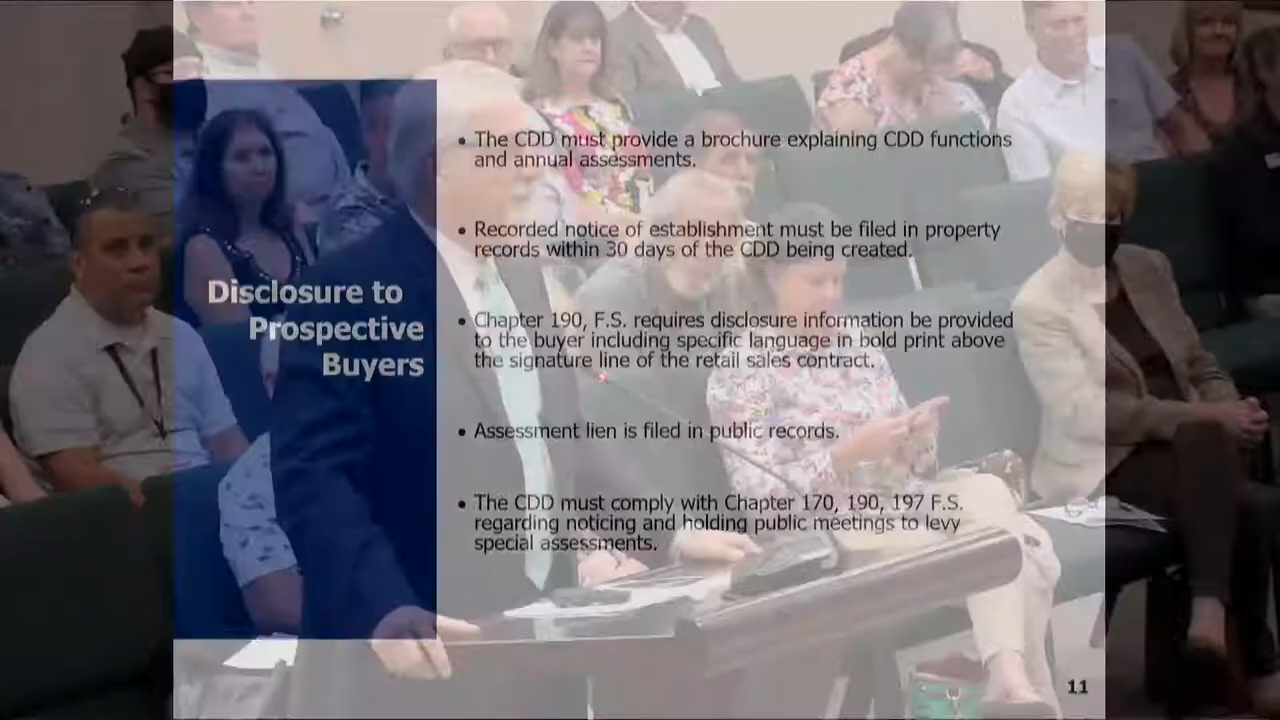 Disclosure to
Prospective
Buyers
• The CDD must provide a brochure explaining CDD functions
and annual assessments.
• Recorded notice of establishment must be filed in property
records within 30 days of the CDD being created.
• Chapter 190, F.S. requires disclosure information be provided
to the buyer including specific language in bold print above
the signature line of the retail sales contract.
• Assessment lien is filed in public records.
• The CDD must comply with Chapter 170, 190, 197 F.S.
regarding noticing and holding public meetings to levy
special assessments.
11